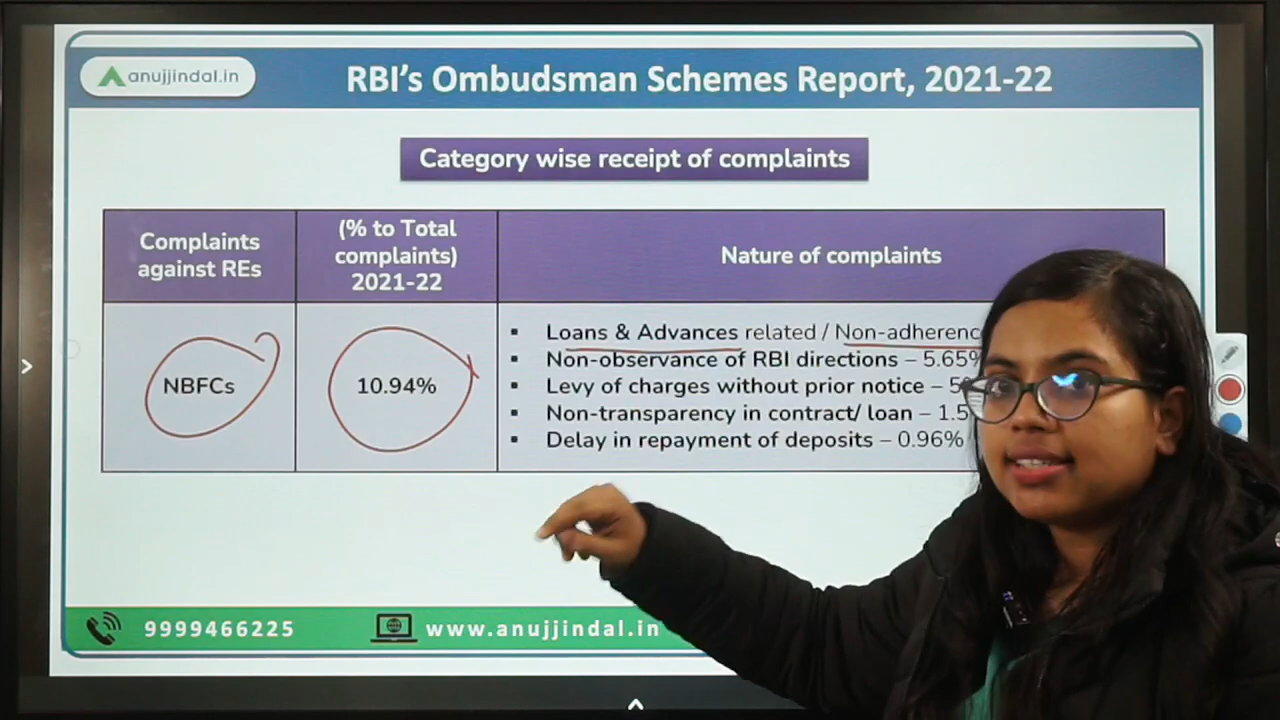 anujjindal.in
RBI's Ombudsman Schemes Report, 2021-22
Category wise receipt of complaints
Complaints against REs
(% to Total complaints) 2021-22
Nature of complaints
NBFCs
10.94%
▪ Loans & Advances related /
▪ Non-observance of RBI directions – 5.65%
▪ Levy of charges without prior notice –
▪ Non-transparency in contract/ loan –
▪ Delay in repayment of deposits – 0.96%
9999466225
www.anujjindal.in